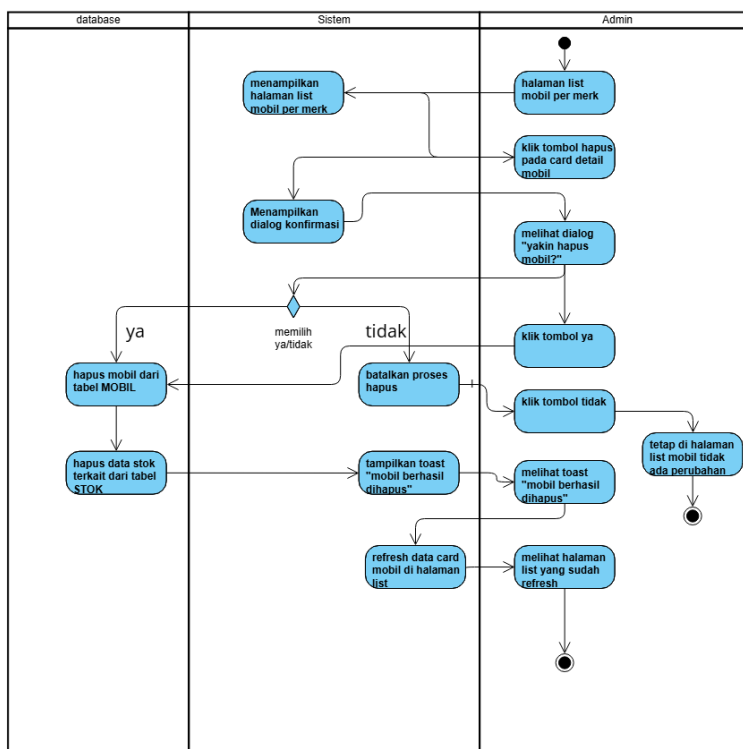 database
Sistem
Admin
menampilkan
halaman list
mobil per merk
halaman list
mobil per merk
klik tombol hapus
pada card detail
mobil
Menampilkan
dialog konfirmasi
melihat dialog
"yakin hapus
mobil?"
ya
memilih
ya/tidak
tidak
klik tombol ya
hapus mobil dari
tabel MOBIL
batalkan proses
hapus
klik tombol tidak
tetap di halaman
list mobil tidak
ada perubahan
hapus data stok
terkait dari tabel
STOK
tampilkan toast
"mobil berhasil
dihapus"
melihat toast
"mobil berhasil
dihapus"
refresh data card
mobil di halaman
list
melihat halaman
list yang sudah
refresh